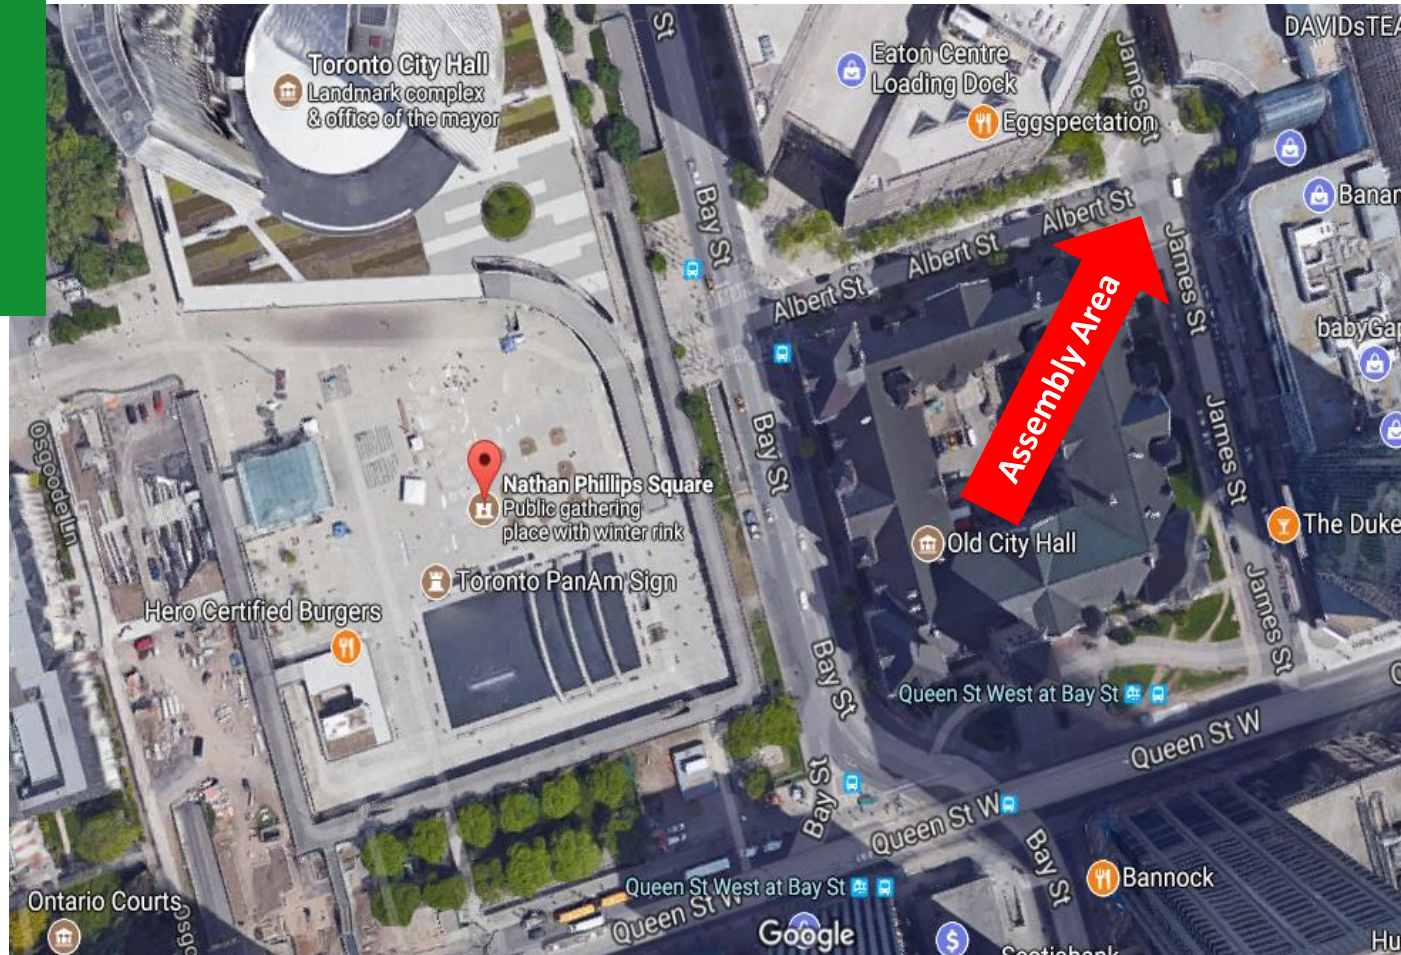 St
DAVIDsTEA
Toronto City Hall
Landmark complex
& office of the mayor
Eaton Centre
Loading Dock
James St
Eggspectation
Banar
Bay St
Albert St
Albert St
Albert St
James St
babyGap
Assembly Area
Osgoode Ln
Bay St
James St
Nathan Phillips Square
Public gathering
place with winter rink
Old City Hall
The Duke
Toronto PanAm Sign
Hero Certified Burgers
James St
Bay St
Queen St West at Bay St
Queen St W
Bay St
Queen St W
Bay St
Bannock
Queen St West at Bay St
Queen St W
Ontario Courts
Osgo
Google
Scotiabank
Hu